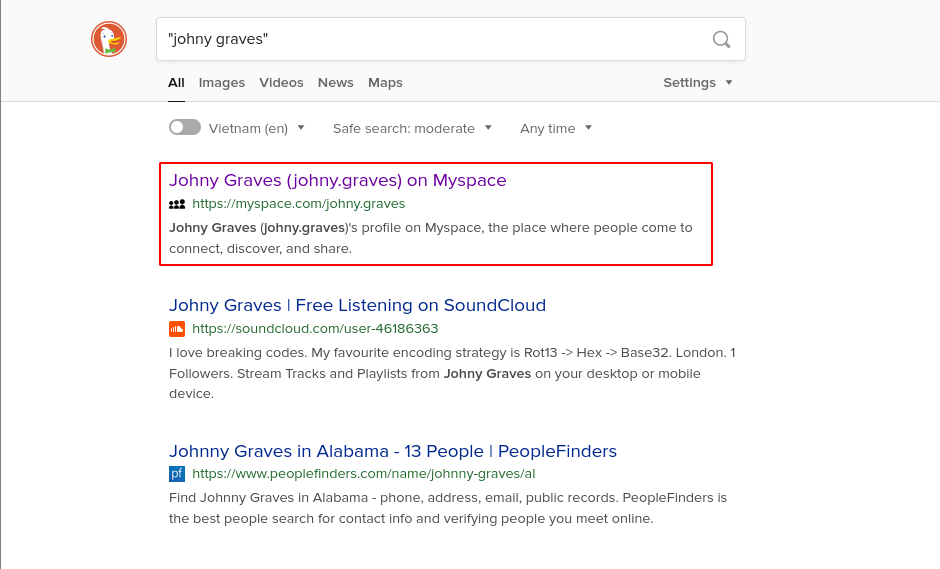 "johny graves"
All Images Videos News Maps Settings
Vietnam (en) Safe search: moderate Any time
Johny Graves (johny.graves) on Myspace
https://myspace.com/johny.graves
Johny Graves (johny.graves)'s profile on Myspace, the place where people come to
connect, discover, and share.
Johny Graves | Free Listening on SoundCloud
https://soundcloud.com/user-46186363
I love breaking codes. My favourite encoding strategy is Rot13 -> Hex -> Base32. London. 1
Followers. Stream Tracks and Playlists from Johny Graves on your desktop or mobile
device.
Johnny Graves in Alabama - 13 People | PeopleFinders
pf https://www.peoplefinders.com/name/johnny-graves/al
Find Johnny Graves in Alabama - phone, address, email, public records. PeopleFinders is
the best people search for contact info and verifying people you meet online.